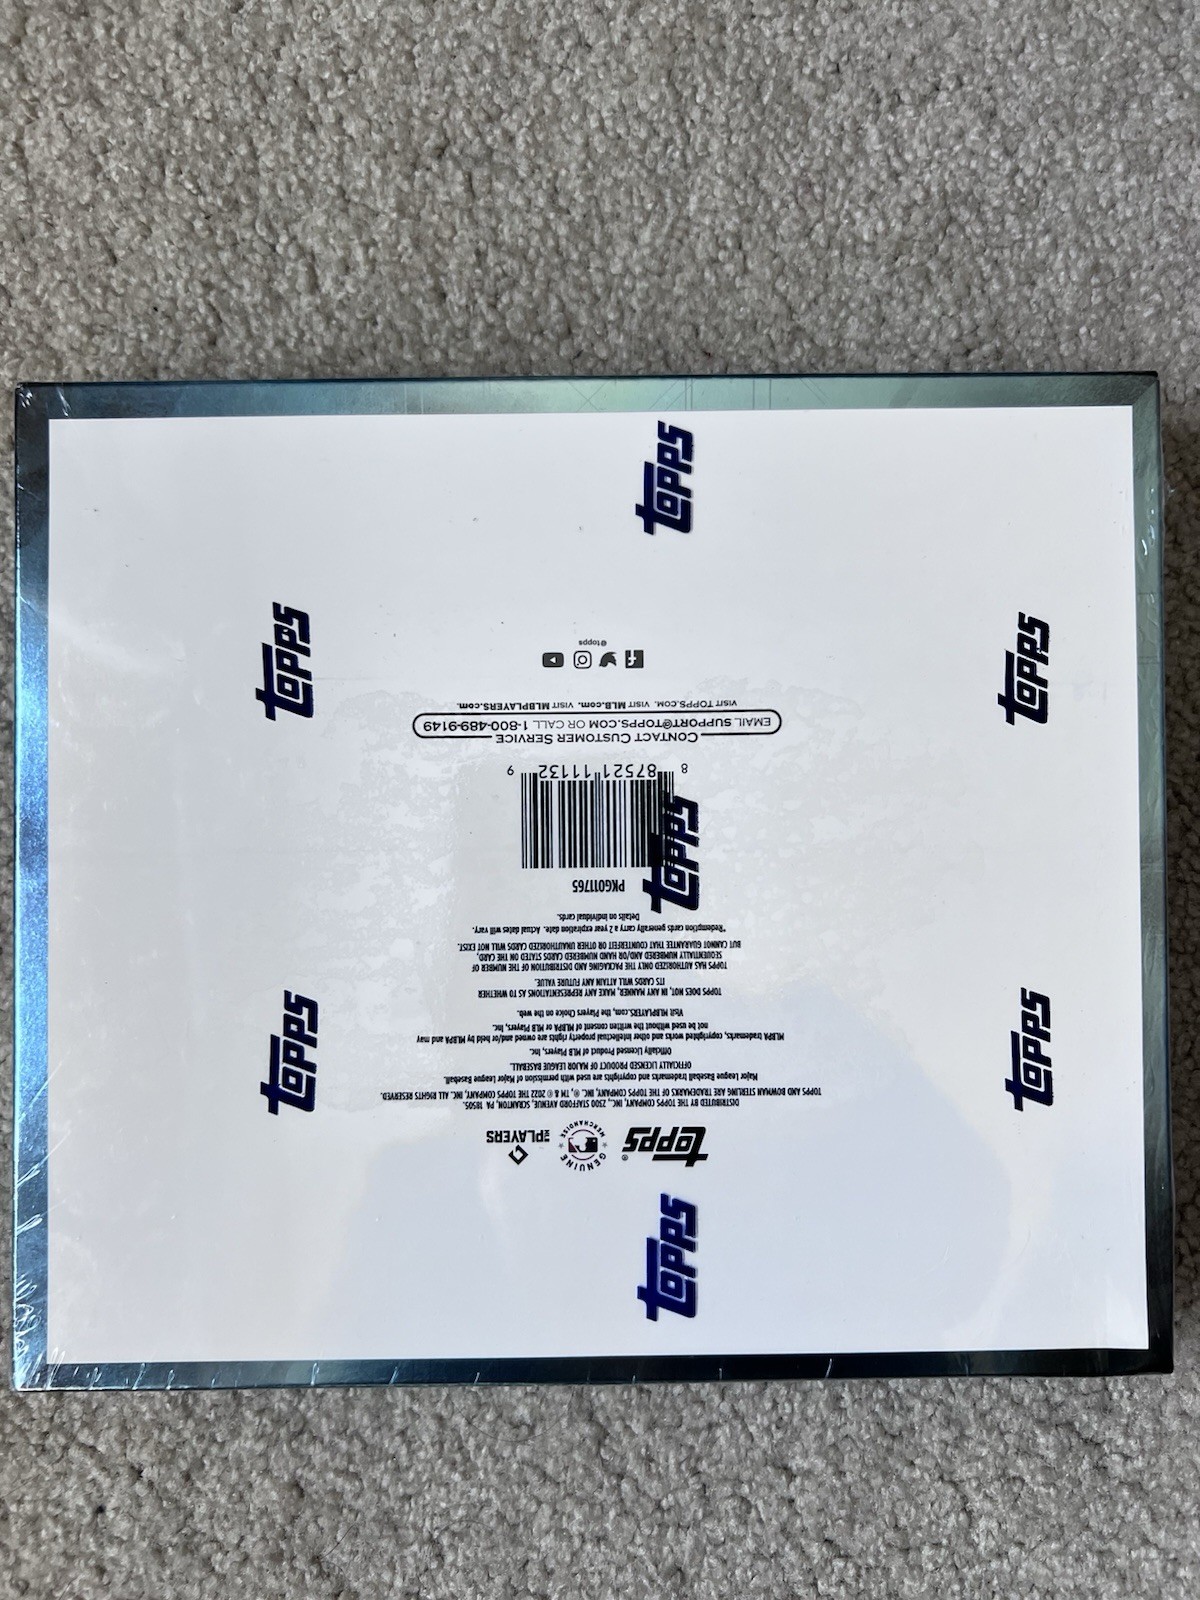 topps
topps
topps
topps
topps
topps
topps
topps®
GENUINE
MERCHANDISE
MLB PLAYERS
DISTRIBUTED BY THE TOPPS COMPANY, INC., 2300 STAFFORD AVENUE, SCRANTON, PA 18505.
TOPPS AND BOWMAN STERLING ARE TRADEMARKS OF THE TOPPS COMPANY, INC. ®, TM & © 2022 THE TOPPS COMPANY, INC. ALL RIGHTS RESERVED.
Major League Baseball trademarks and copyrights are used with permission of Major League Baseball.
OFFICIALLY LICENSED PRODUCT OF MAJOR LEAGUE BASEBALL.
Officially Licensed Product of MLB Players, Inc.
MLBPA trademarks, copyrighted works and other intellectual property rights are owned and/or held by MLBPA and may
not be used without the written consent of MLBPA or MLB Players, Inc.
Visit MLBPLAYERS.com, the Players Choice on the web.
TOPPS DOES NOT, IN ANY MANNER, MAKE ANY REPRESENTATIONS AS TO WHETHER
ITS CARDS WILL ATTAIN ANY FUTURE VALUE.
TOPPS HAS AUTHORIZED ONLY THE PACKAGING AND DISTRIBUTION OF THE NUMBER OF
SEQUENTIALLY NUMBERED AND/OR HAND NUMBERED CARDS STATED ON THE CARD,
BUT CANNOT GUARANTEE THAT COUNTERFEIT OR OTHER UNAUTHORIZED CARDS WILL NOT EXIST.
*Redemption cards generally carry a 2 year expiration date. Actual dates will vary.
Details on individual cards.
PKG011765
8 87521 11132 9
CONTACT CUSTOMER SERVICE
EMAIL SUPPORT@TOPPS.COM OR CALL 1-800-489-9149
VISIT TOPPS.COM. VISIT MLB.COM. VISIT MLBPLAYERS.COM.
@topps